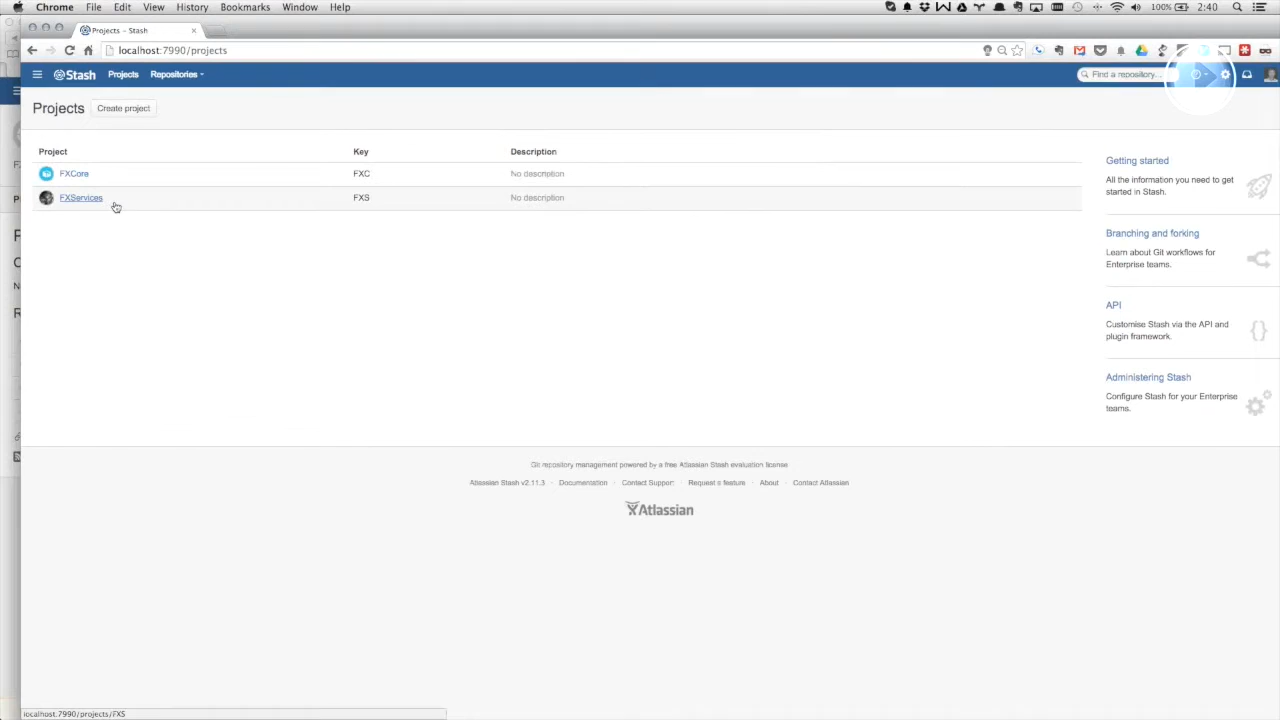 Chrome File Edit View History Bookmarks Window Help 100% 2:40
Projects – Stash
localhost:7990/projects
Stash Projects Repositories Find a repository...
Projects Create project
Project Key Description
FXCore FXC No description
FXServices FXS No description
Getting started
All the information you need to get
started in Stash.
Branching and forking
Learn about Git workflows for
Enterprise teams.
API
Customise Stash via the API and
plugin framework.
Administering Stash
Configure Stash for your Enterprise
teams.
Git repository management powered by a free Atlassian Stash evaluation license
Atlassian Stash v2.11.3 · Documentation · Contact Support · Request a feature · About · Contact Atlassian
Atlassian
localhost:7990/projects/FXS